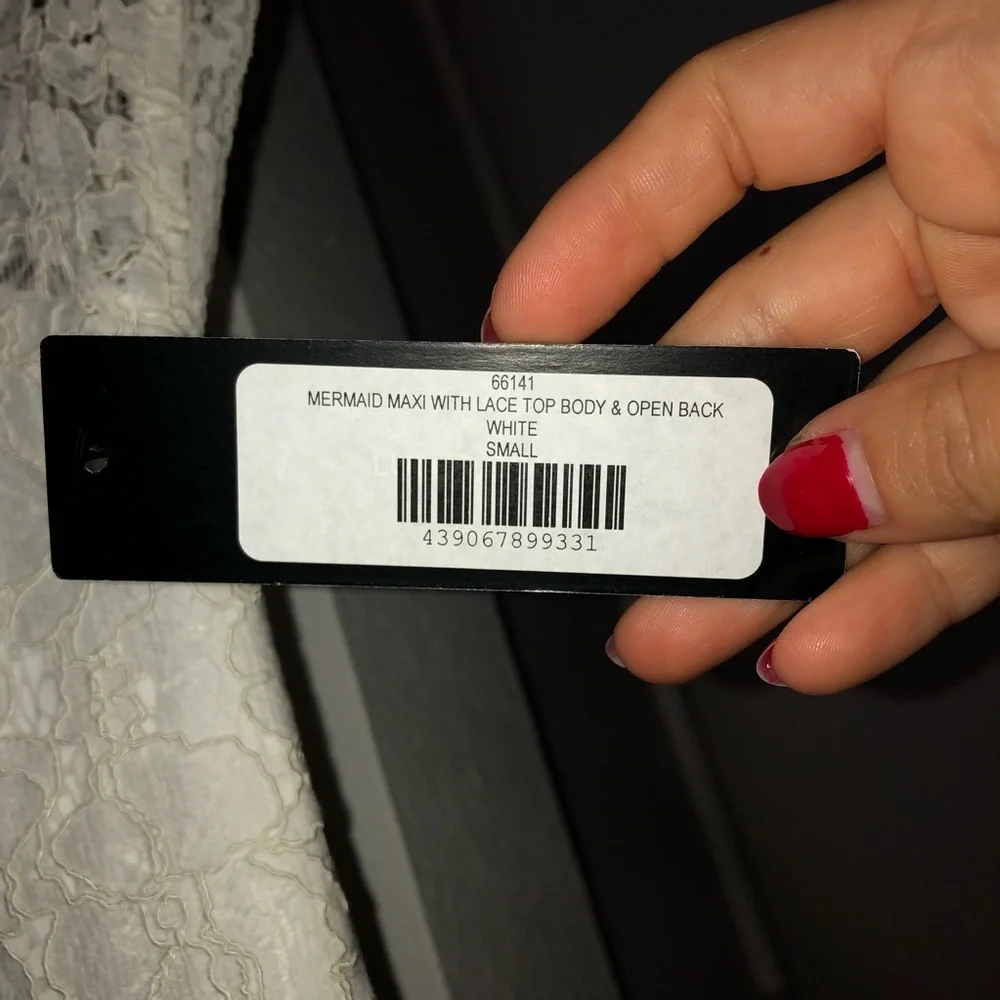 66141
MERMAID MAXI WITH LACE TOP BODY & OPEN BACK
WHITE
SMALL
439067899331